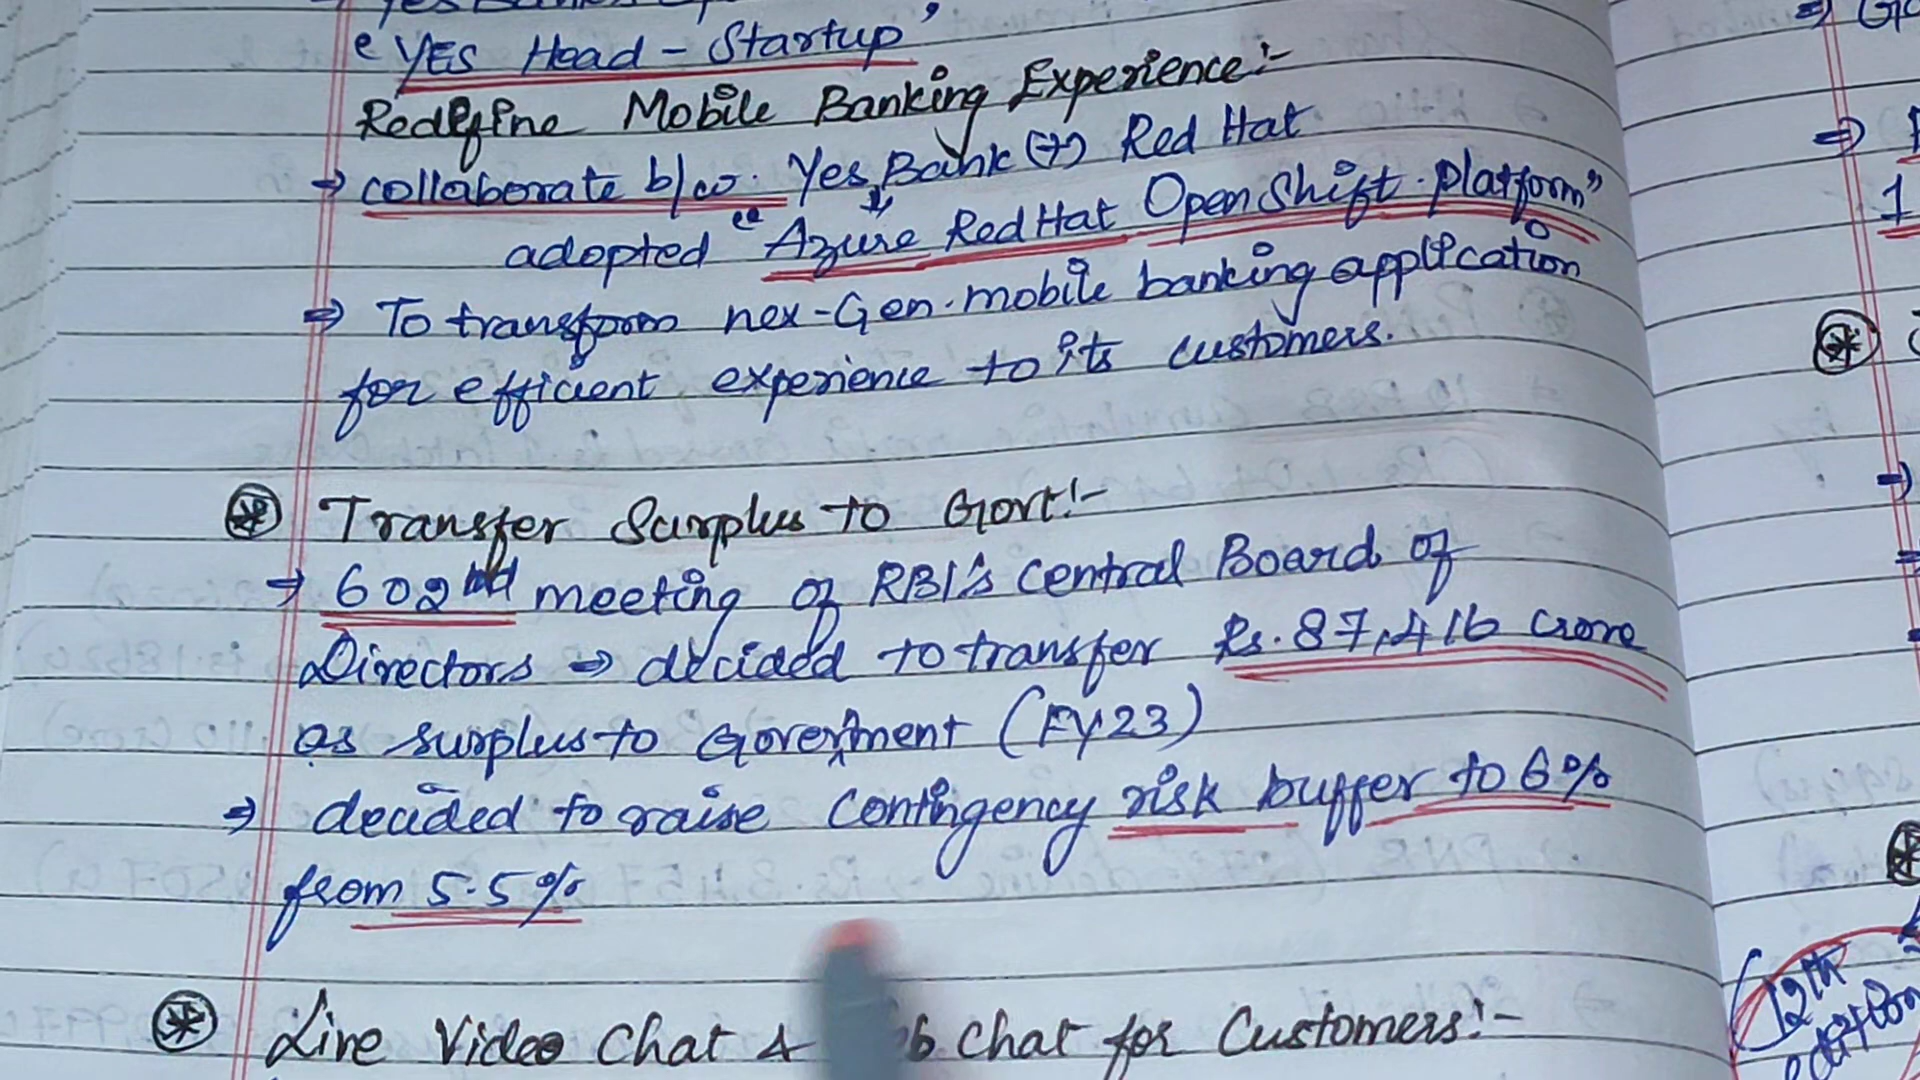 'YES Head-Startup'
Redefine Mobile Banking Experience:-
⇒ collaborate b/w. Yes Bank ↔ Red Hat
adopted "Azure RedHat OpenShift Platform"
⇒ To transform nex-Gen.mobile banking application
for efficient experience to its customers.
⊛ Transfer Surplus to Govt:-
⇒ 602nd meeting of RBI's central Board of
Directors ⇒ decided to transfer Rs.87,416 crore
as surplus to Government (FY23)
⇒ decided to raise Contingency risk buffer to 6%
from 5.5%
⊛ Live Video Chat & Chat for Customers:-
1
(12th